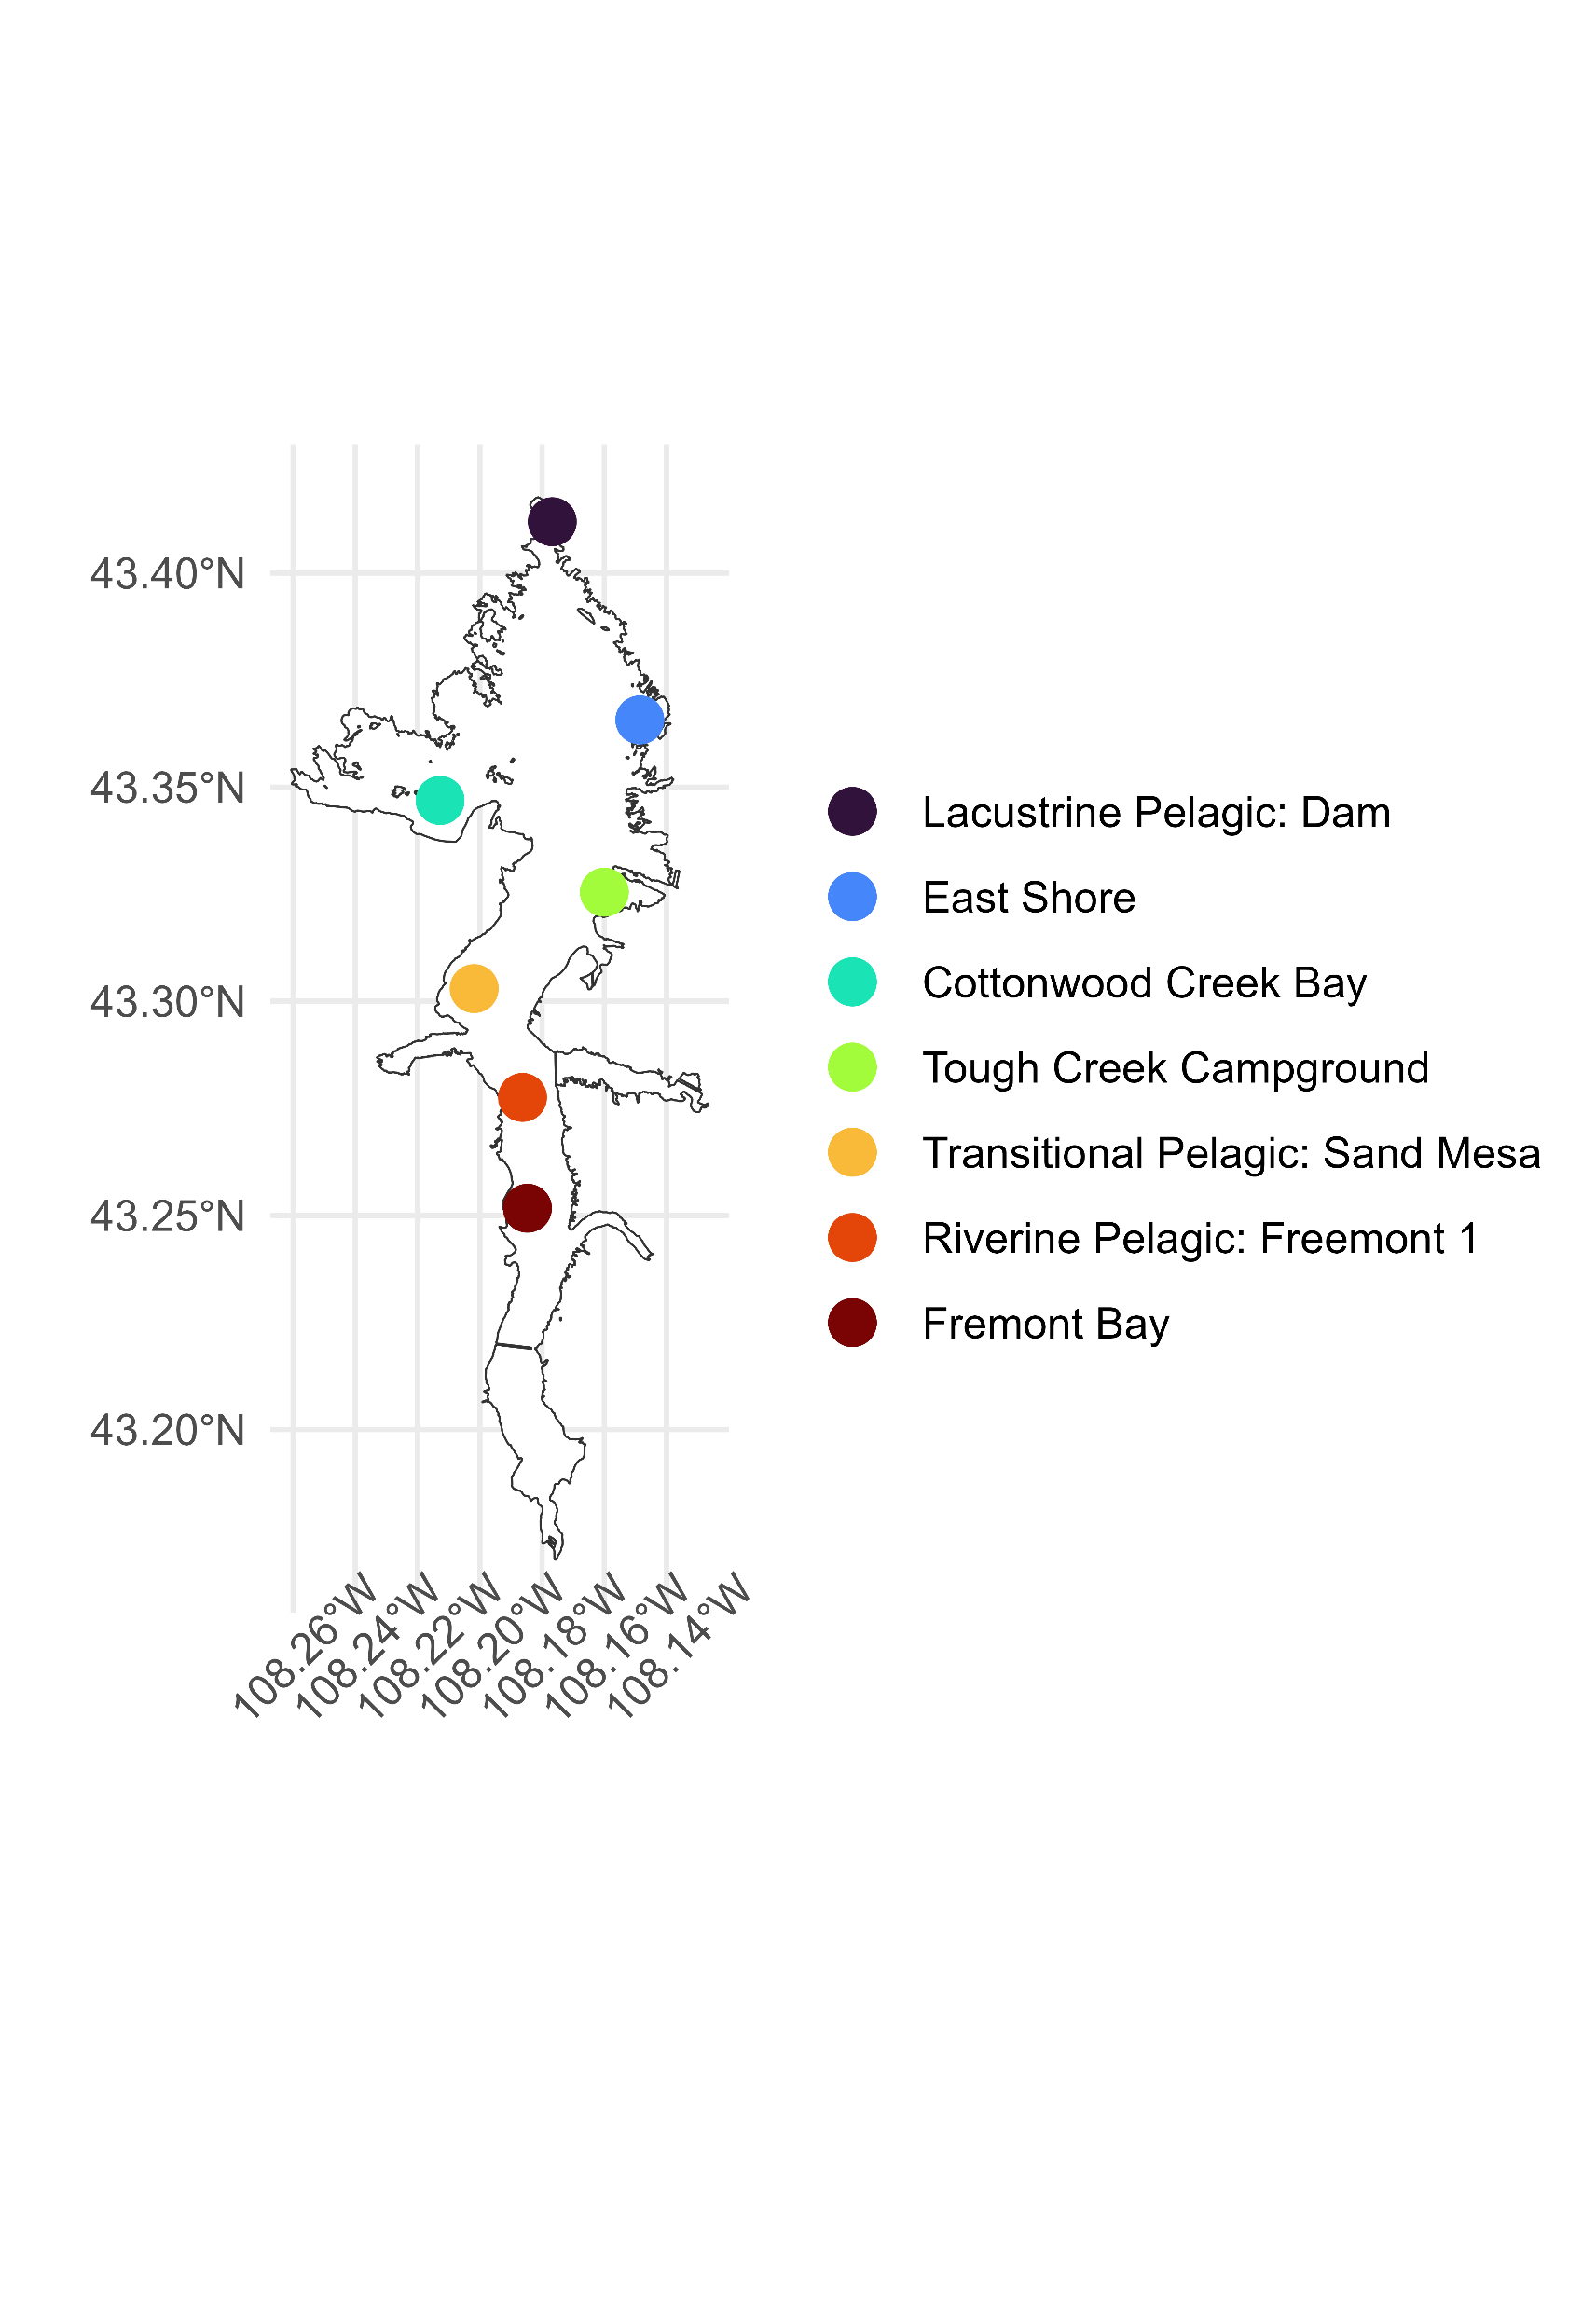 43.40°N
43.35°N
43.30°N
43.25°N
43.20°N
108.26°W
108.24°W
108.22°W
108.20°W
108.18°W
108.16°W
108.14°W
Lacustrine Pelagic: Dam
East Shore
Cottonwood Creek Bay
Tough Creek Campground
Transitional Pelagic: Sand Mesa
Riverine Pelagic: Freemont 1
Fremont Bay